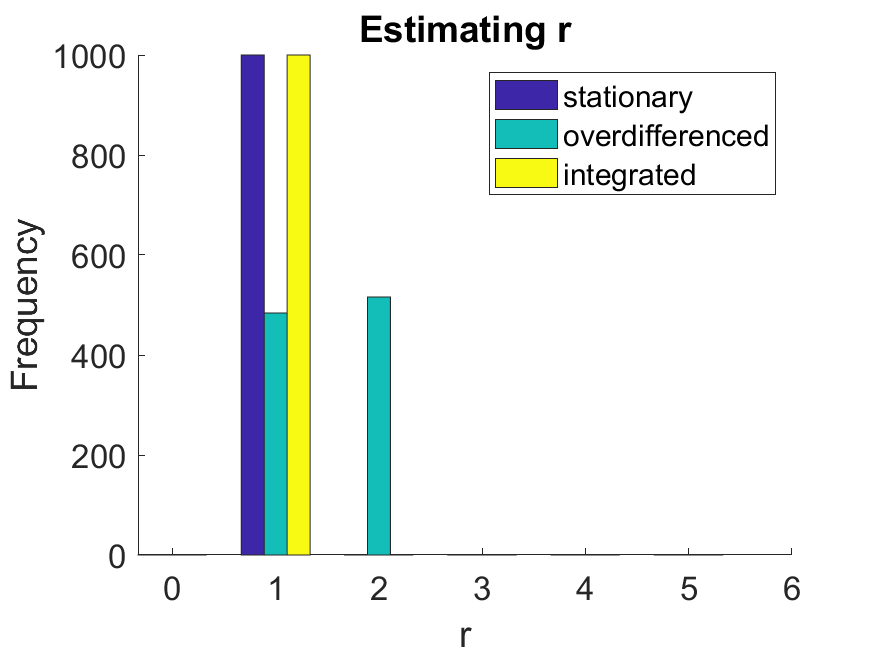 Estimating r
1000
800
600
400
200
0
Frequency
stationary
overdifferenced
integrated
0 1 2 3 4 5 6
r